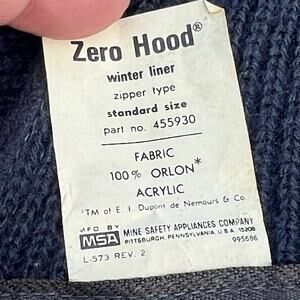 Zero Hood®
winter liner
zipper type
standard size
part no. 455930
FABRIC
100% ORLON*
ACRYLIC
*TM of E. I. Dupont de Nemours & Co.
MFD BY
MSA MINE SAFETY APPLIANCES COMPANY
PITTSBURGH, PENNSYLVANIA, U.S.A. 15208
995686
L-573 REV. 2